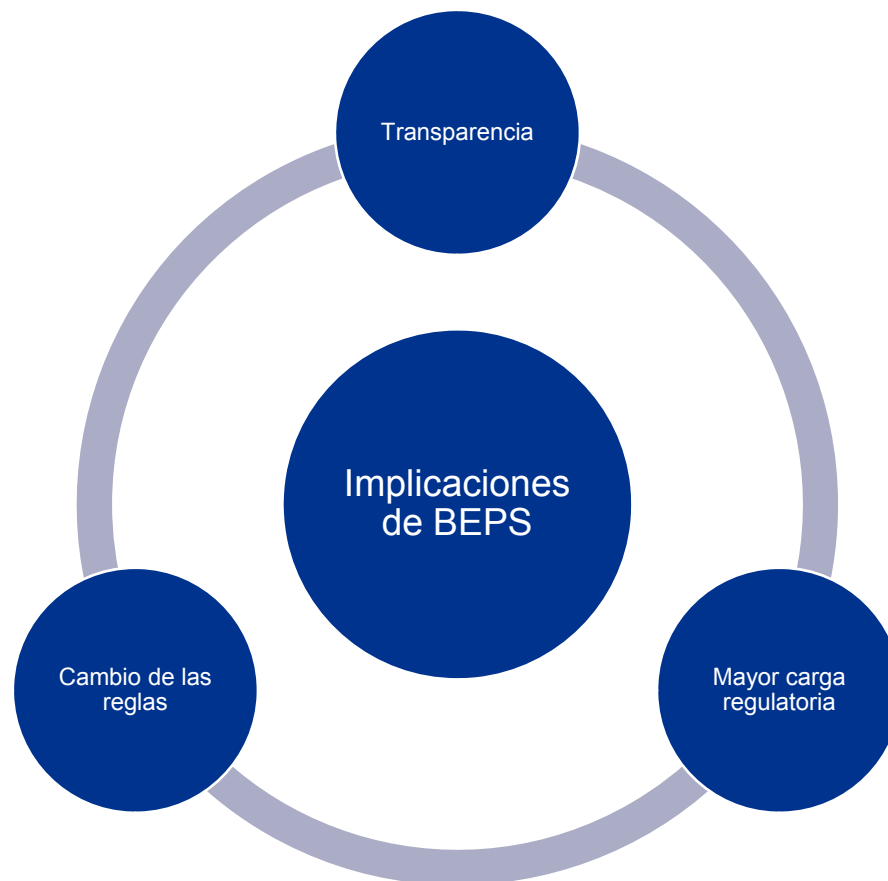 Transparencia
Implicaciones
de BEPS
Cambio de las
reglas
Mayor carga
regulatoria